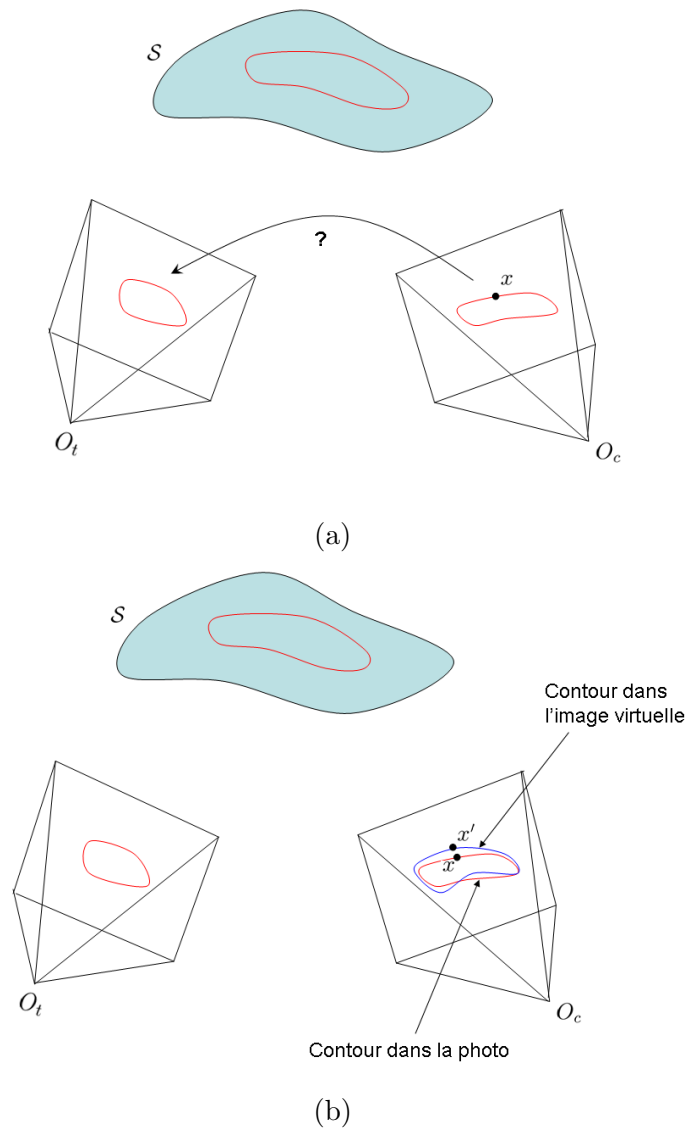 S
?
x
O_t
O_c
(a)
S
Contour dans
l'image virtuelle
x'
x
O_t
O_c
Contour dans la photo
(b)